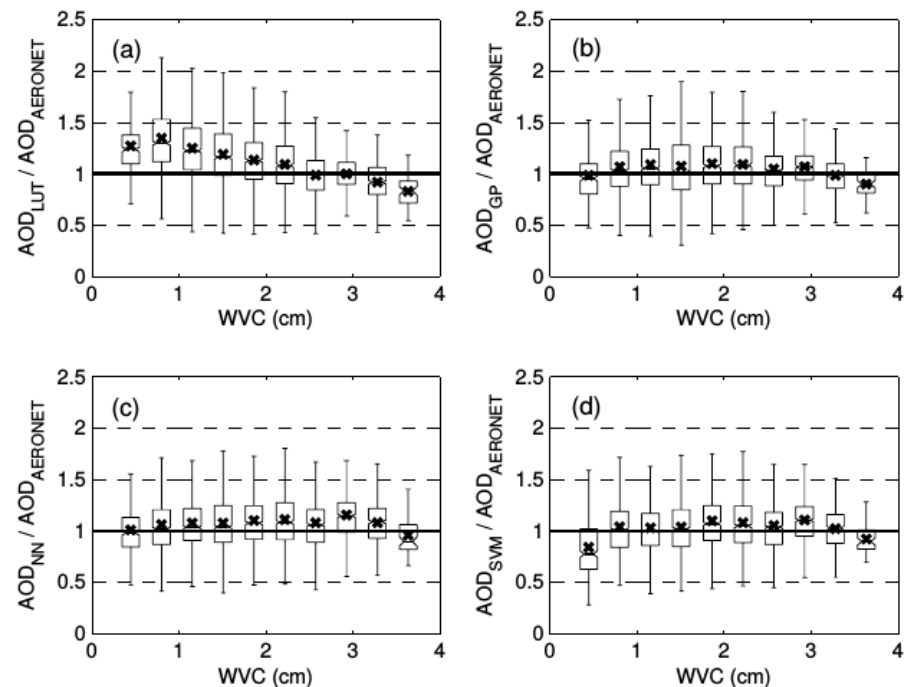 2.5
2
1.5
1
0.5
0
(a)
AOD_LUT / AOD_AERONET
0 1 2 3 4
WVC (cm)
2.5
2
1.5
1
0.5
0
(b)
AOD_GP / AOD_AERONET
0 1 2 3 4
WVC (cm)
2.5
2
1.5
1
0.5
0
(c)
AOD_NN / AOD_AERONET
0 1 2 3 4
WVC (cm)
2.5
2
1.5
1
0.5
0
(d)
AOD_SVM / AOD_AERONET
0 1 2 3 4
WVC (cm)